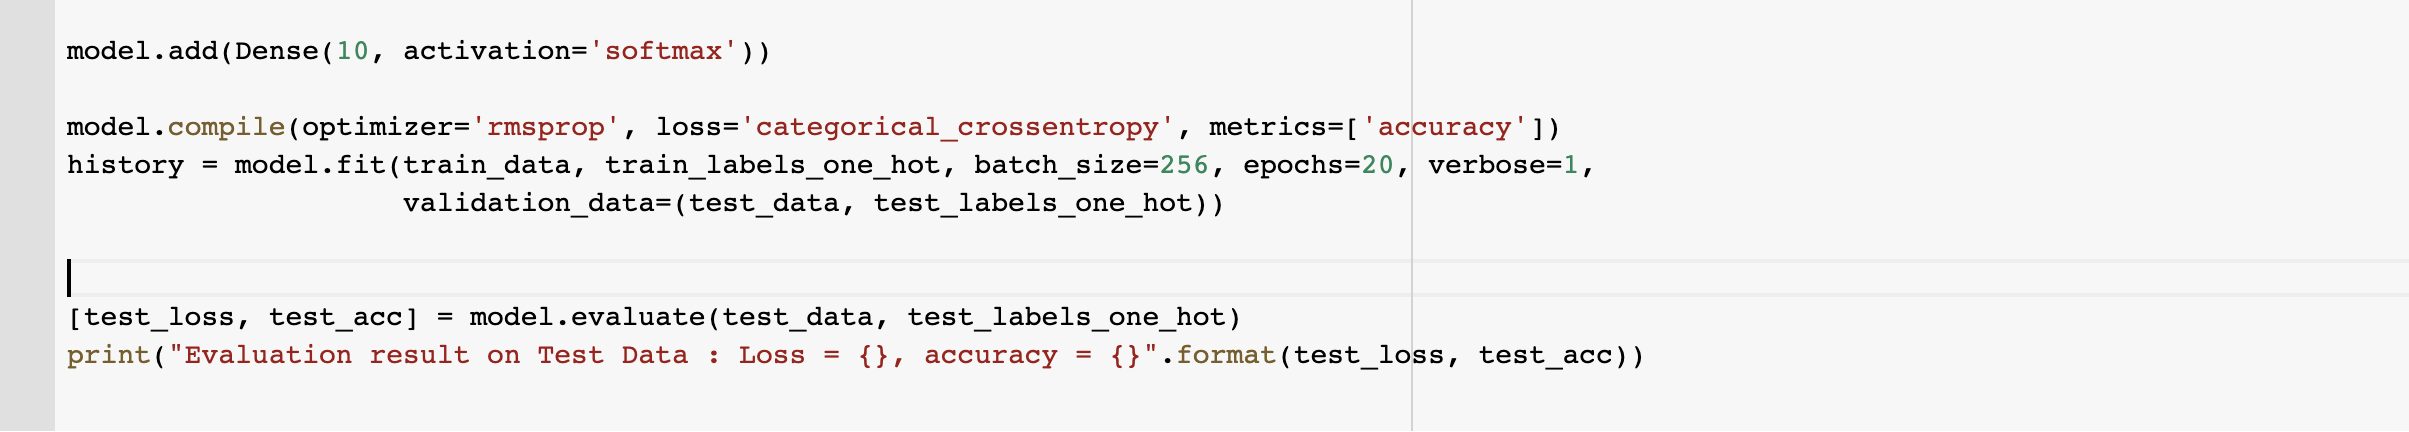 model.add(Dense(10, activation='softmax'))
model.compile(optimizer='rmsprop', loss='categorical_crossentropy', metrics=['accuracy'])
history = model.fit(train_data, train_labels_one_hot, batch_size=256, epochs=20, verbose=1,
validation_data=(test_data, test_labels_one_hot))
[test_loss, test_acc] = model.evaluate(test_data, test_labels_one_hot)
print("Evaluation result on Test Data : Loss = {}, accuracy = {}".format(test_loss, test_acc))